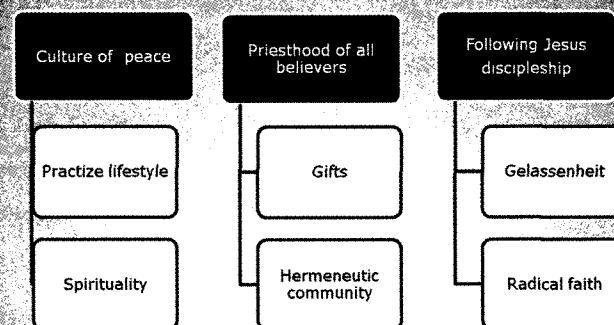 Culture of peace
Practize lifestyle
Spirituality
Priesthood of all
believers
Gifts
Hermeneutic
community
Following Jesus
discipleship
Gelassenheit
Radical faith